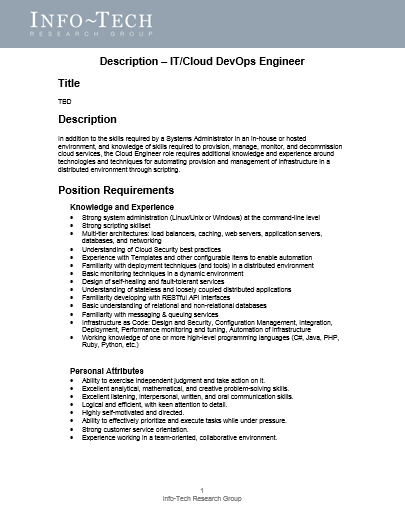 INFO~TECH
RESEARCH GROUP
Description – IT/Cloud DevOps Engineer
Title
TBD
Description
In addition to the skills required by a Systems Administrator in an in-house or hosted
environment, and knowledge of skills required to provision, manage, monitor, and decommission
cloud services, the Cloud Engineer role requires additional knowledge and experience around
technologies and techniques for automating provision and management of infrastructure in a
distributed environment through scripting.
Position Requirements
Knowledge and Experience
• Strong system administration (Linux/Unix or Windows) at the command-line level
• Strong scripting skillset
• Multi-tier architectures: load balancers, caching, web servers, application servers,
databases, and networking
• Understanding of Cloud Security best practices
• Experience with Templates and other configurable items to enable automation
• Familiarity with deployment techniques (and tools) in a distributed environment
• Basic monitoring techniques in a dynamic environment
• Design of self-healing and fault-tolerant services
• Understanding of stateless and loosely coupled distributed applications
• Familiarity developing with RESTful API interfaces
• Basic understanding of relational and non-relational databases
• Familiarity with messaging & queuing services
• Infrastructure as Code: Design and Security, Configuration Management, Integration,
Deployment, Performance monitoring and tuning, Automation of infrastructure
• Working knowledge of one or more high-level programming languages (C#, Java, PHP,
Ruby, Python, etc.)
Personal Attributes
• Ability to exercise independent judgment and take action on it.
• Excellent analytical, mathematical, and creative problem-solving skills.
• Excellent listening, interpersonal, written, and oral communication skills.
• Logical and efficient, with keen attention to detail.
• Highly self-motivated and directed.
• Ability to effectively prioritize and execute tasks while under pressure.
• Strong customer service orientation.
• Experience working in a team-oriented, collaborative environment.
1
Info-Tech Research Group